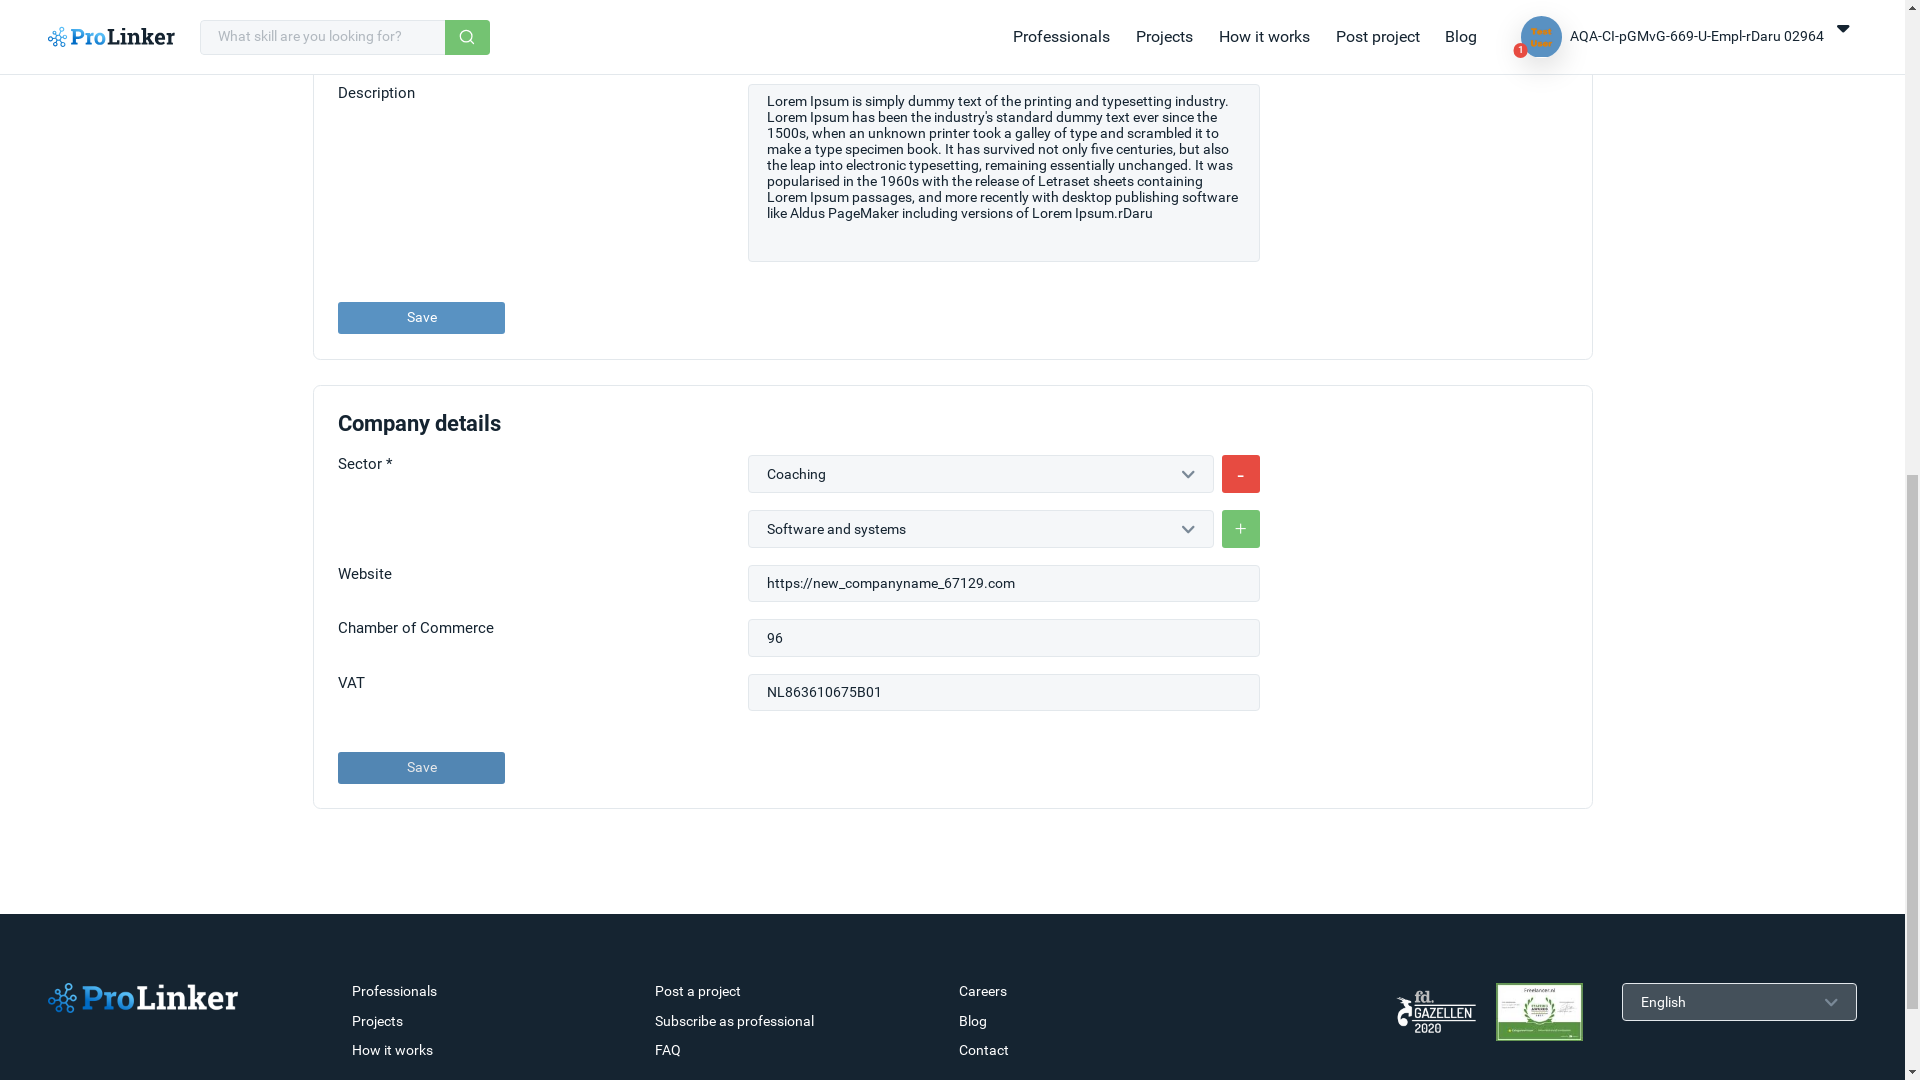 ProLinker
What skill are you looking for?
Professionals
Projects
How it works
Post project
Blog
1
AQA-CI-pGMvG-669-U-Empl-rDaru 02964
Description
Lorem Ipsum is simply dummy text of the printing and typesetting industry.
Lorem Ipsum has been the industry's standard dummy text ever since the
1500s, when an unknown printer took a galley of type and scrambled it to
make a type specimen book. It has survived not only five centuries, but also
the leap into electronic typesetting, remaining essentially unchanged. It was
popularised in the 1960s with the release of Letraset sheets containing
Lorem Ipsum passages, and more recently with desktop publishing software
like Aldus PageMaker including versions of Lorem Ipsum.rDaru
Save
Company details
Sector *
Coaching
-
Software and systems
+
Website
https://new_companyname_67129.com
Chamber of Commerce
96
VAT
NL863610675B01
Save
ProLinker
Professionals
Projects
How it works
Post a project
Subscribe as professional
FAQ
Careers
Blog
Contact
fd.
GAZELLEN
2020
Freelancer.nl
English